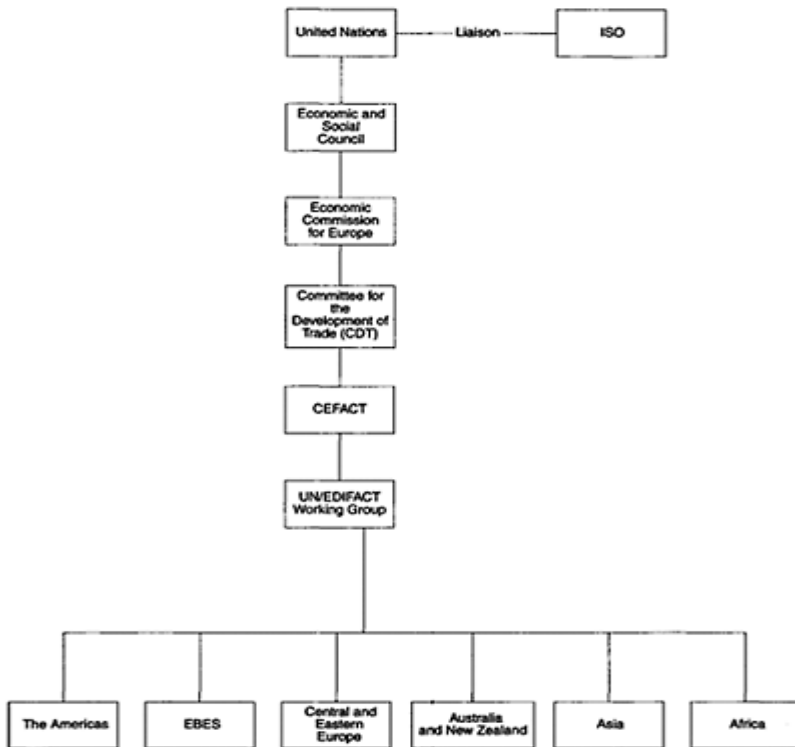 United Nations
Liaison
ISO
Economic and
Social
Council
Economic
Commission
for Europe
Committee for
the
Development of
Trade (CDT)
CEFACT
UN/EDIFACT
Working Group
The Americas
EBES
Central and
Eastern
Europe
Australia
and New Zealand
Asia
Africa